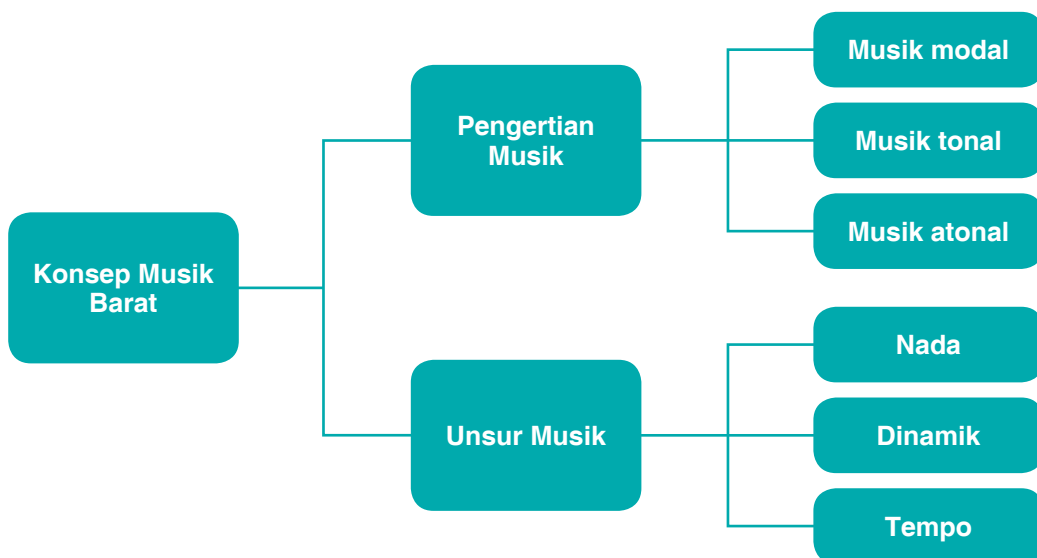 Konsep Musik
Barat
Pengertian
Musik
Musik modal
Musik tonal
Musik atonal
Unsur Musik
Nada
Dinamik
Tempo